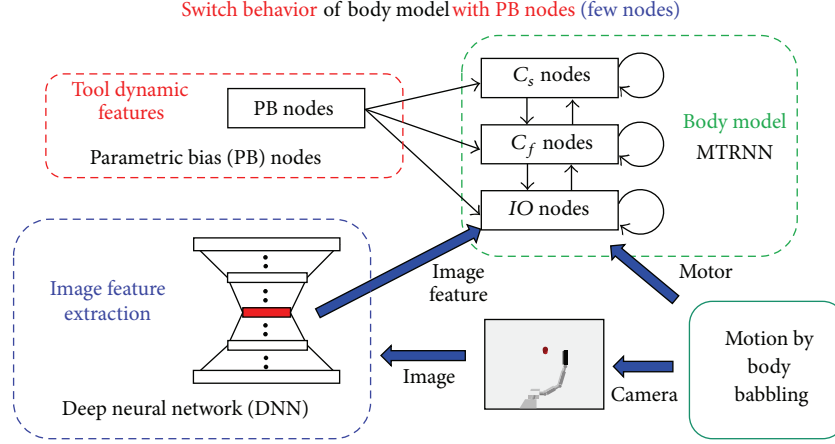 Switch behavior of body model with PB nodes (few nodes)
Tool dynamic
features
PB nodes
Parametric bias (PB) nodes
C_s nodes
C_f nodes
IO nodes
Body model
MTRNN
Image feature
extraction
Deep neural network (DNN)
Image
feature
Motor
Image
Camera
Motion by
body
babbling